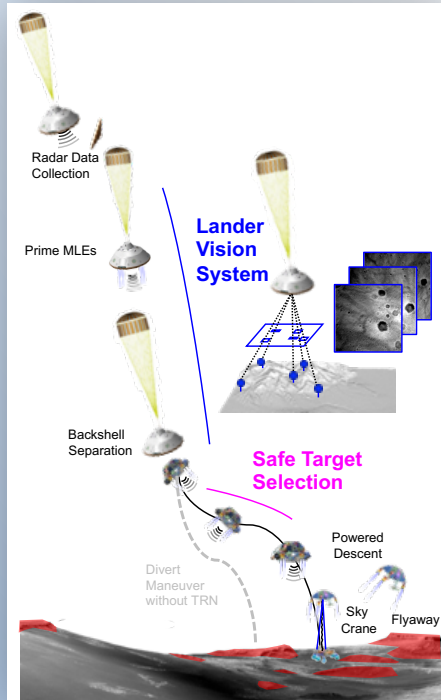 Radar Data
Collection
Prime MLEs
Lander
Vision
System
Backshell
Separation
Safe Target
Selection
Powered
Descent
Divert
Maneuver
without TRN
Sky
Crane
Flyaway